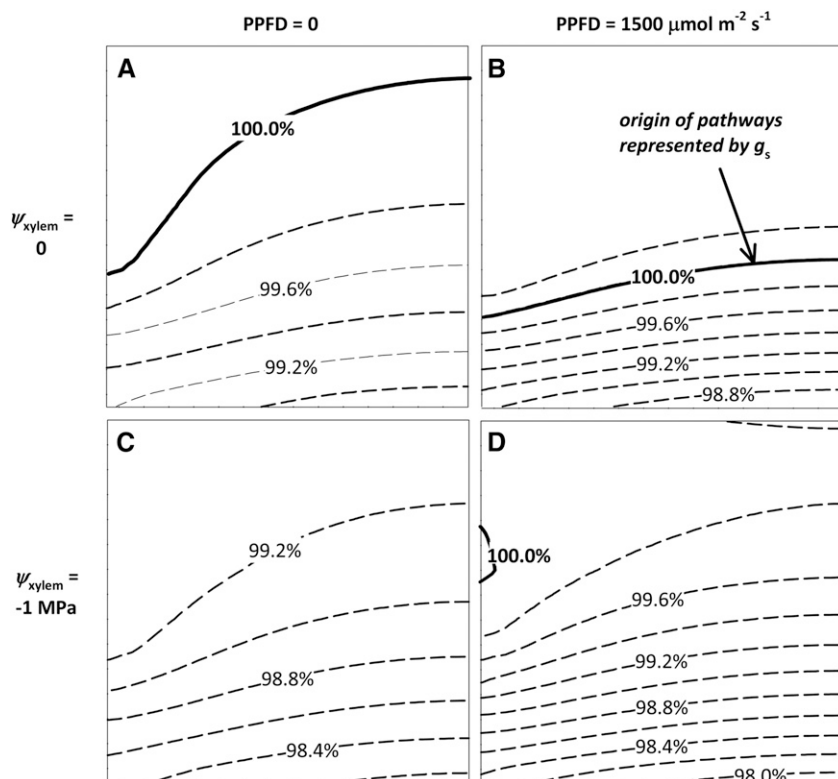 PPFD = 0
PPFD = 1500 μmol m⁻² s⁻¹
A
100.0%
99.6%
99.2%
B
origin of pathways
represented by gₛ
100.0%
99.6%
99.2%
98.8%
ψxylem =
0
C
99.2%
98.8%
98.4%
D
100.0%
99.6%
99.2%
98.8%
98.4%
98.0%
ψxylem =
-1 MPa